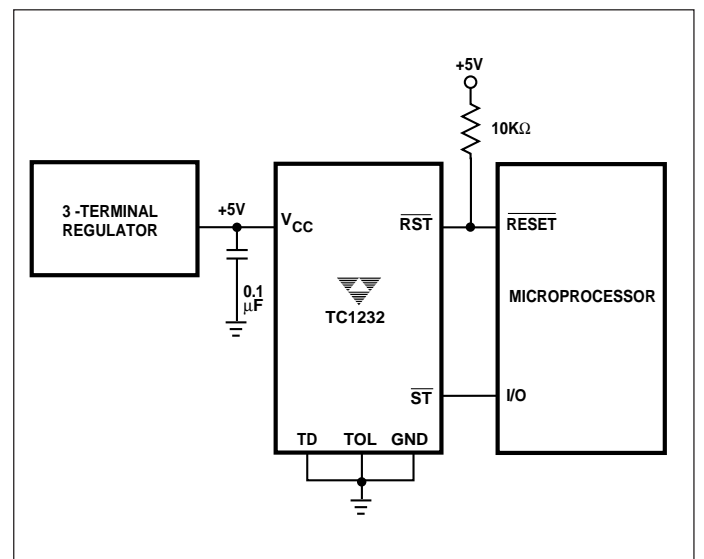 +5V
10KΩ
3 -TERMINAL
REGULATOR
+5V
0.1
μF
VCC
RST
TC1232
ST
TD TOL GND
RESET
MICROPROCESSOR
I/O